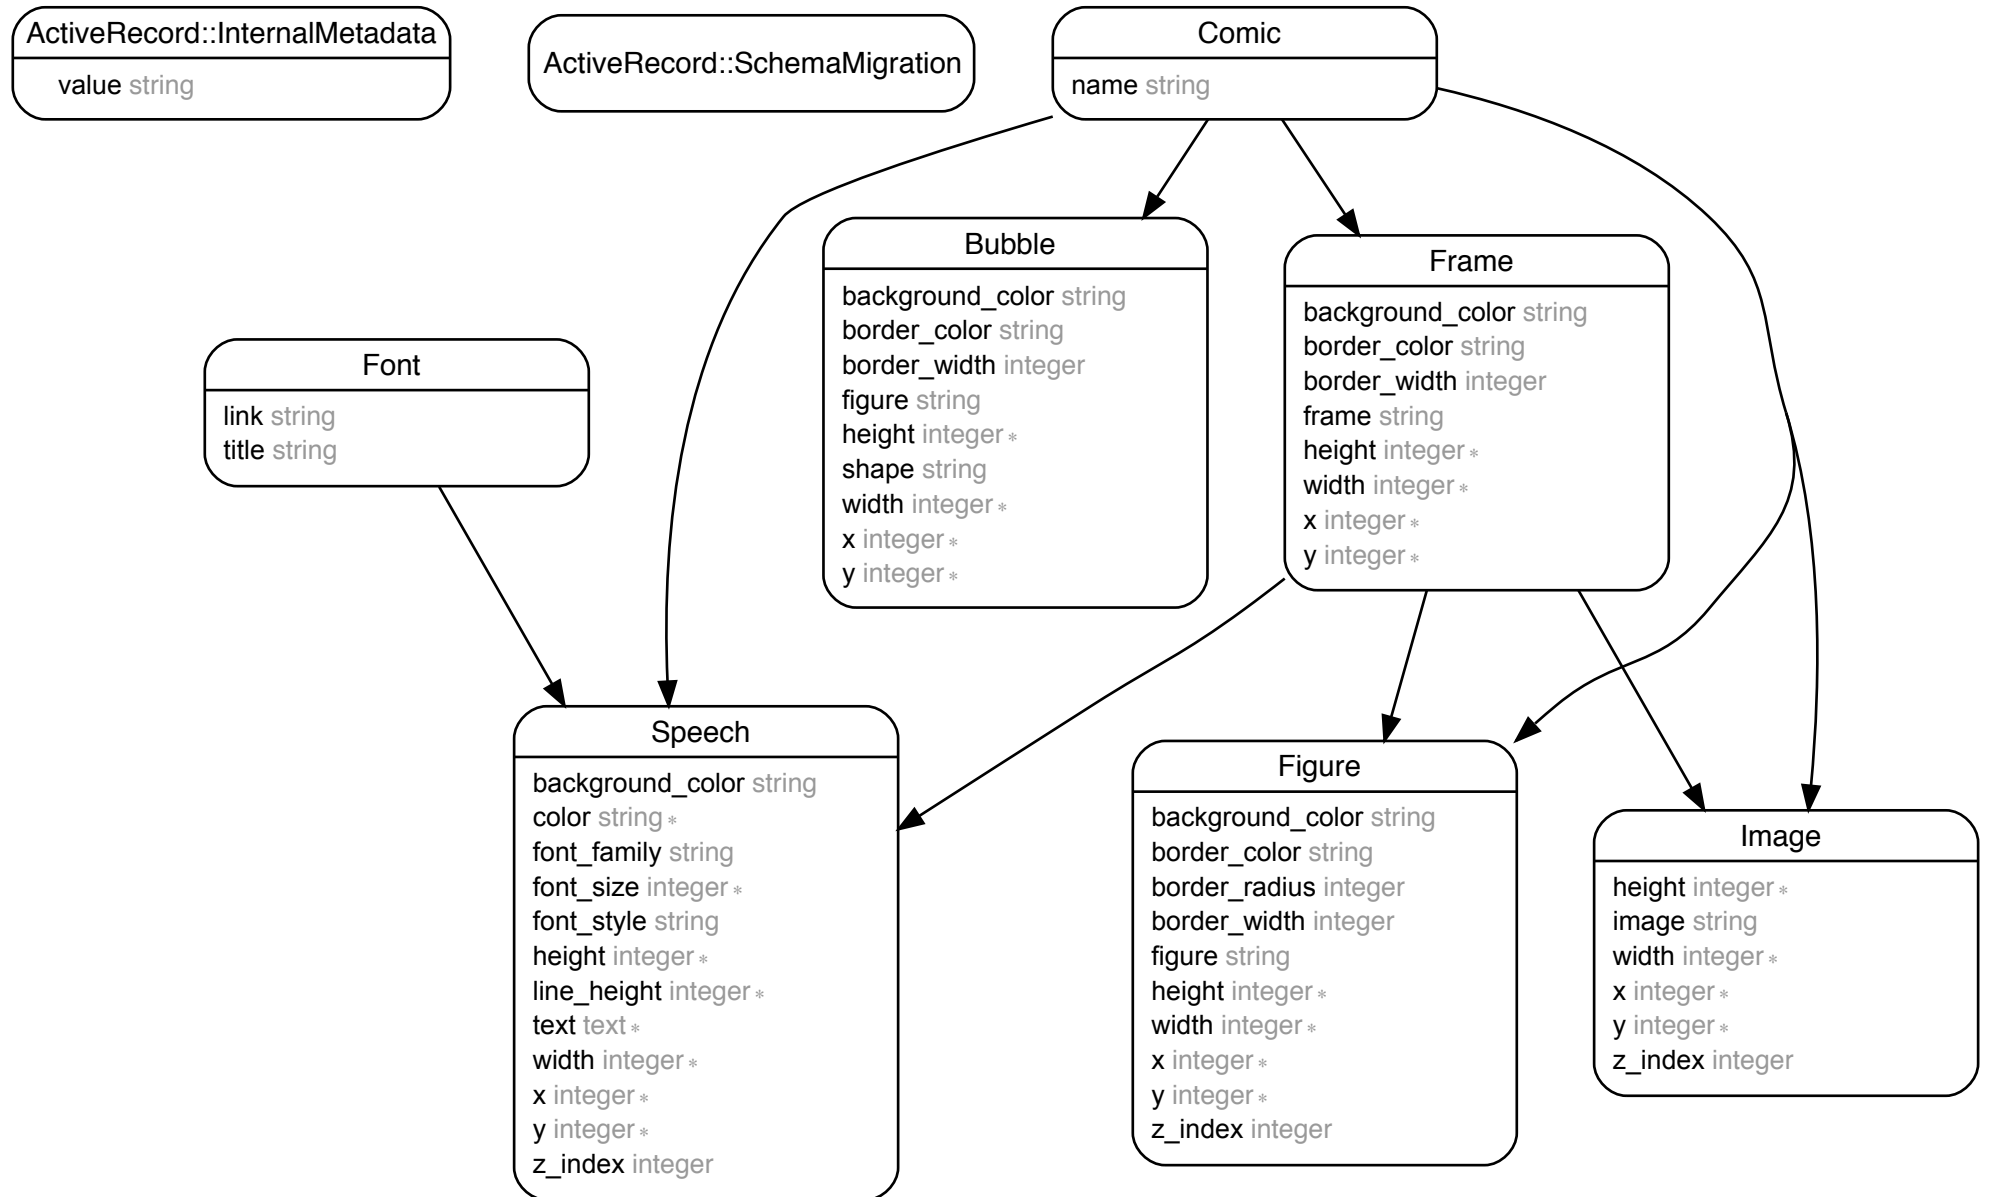 ActiveRecord::InternalMetadata
value string
ActiveRecord::SchemaMigration
Comic
name string
Bubble
background_color string
border_color string
border_width integer
figure string
height integer *
shape string
width integer *
x integer *
y integer *
Frame
background_color string
border_color string
border_width integer
frame string
height integer *
width integer *
x integer *
y integer *
Font
link string
title string
Speech
background_color string
color string *
font_family string
font_size integer *
font_style string
height integer *
line_height integer *
text text *
width integer *
x integer *
y integer *
z_index integer
Figure
background_color string
border_color string
border_radius integer
border_width integer
figure string
height integer *
width integer *
x integer *
y integer *
z_index integer
Image
height integer *
image string
width integer *
x integer *
y integer *
z_index integer